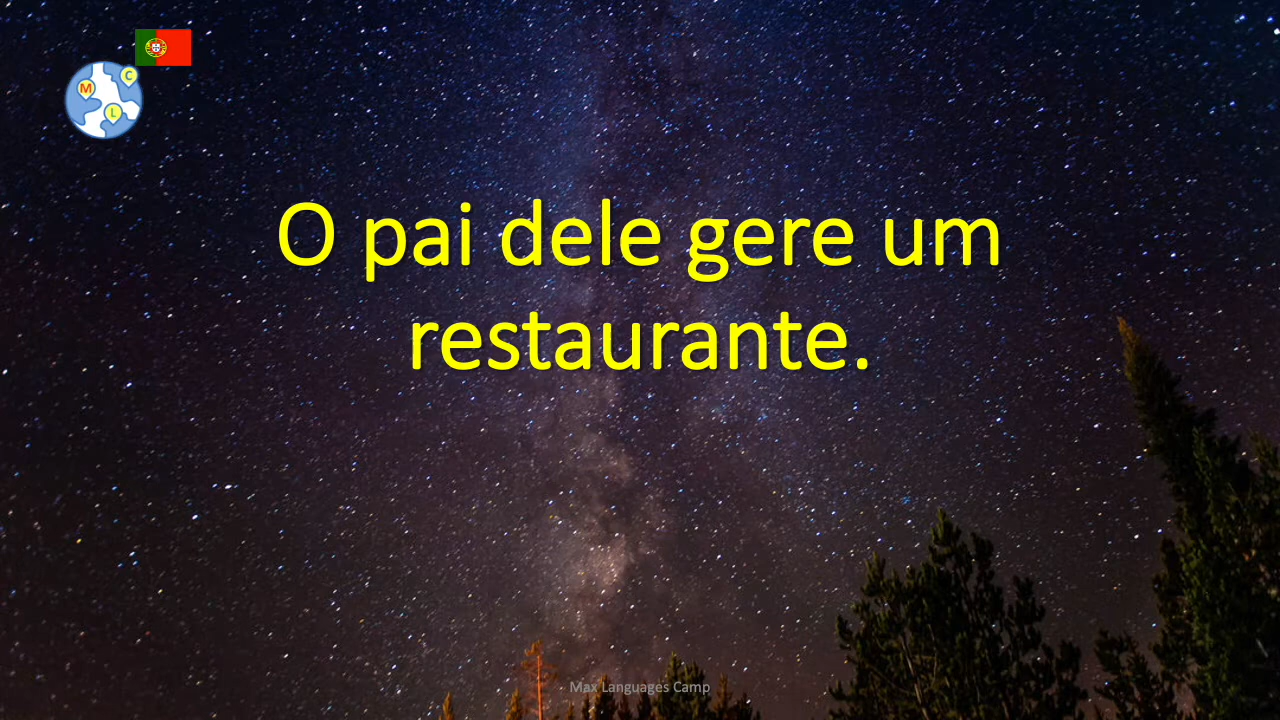 C
M
L
O pai dele gere um
restaurante.
Max Languages Camp